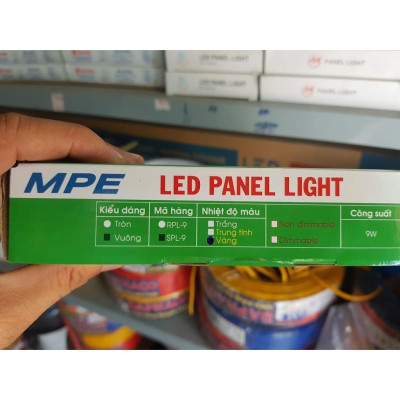 LED PANEL LIGHT
PANEL LIGHT
LED
MPE LED PANEL LIGHT
Kiểu dáng Mã hàng Nhiệt độ màu Công suất
Tròn RPL-9 Trắng Non dimmable 9W
Trung tính
Vuông SPL-9 Vàng Dimmable